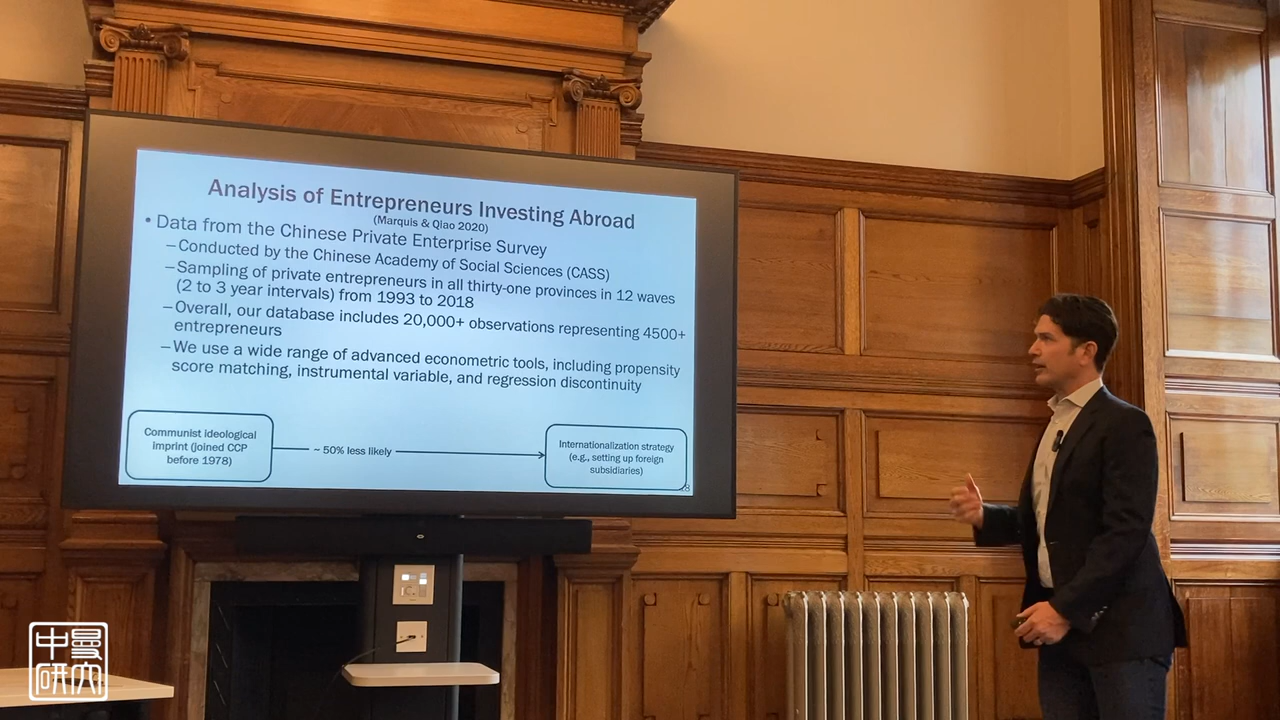 Analysis of Entrepreneurs Investing Abroad
(Marquis & Qiao 2020)
• Data from the Chinese Private Enterprise Survey
– Conducted by the Chinese Academy of Social Sciences (CASS)
– Sampling of private entrepreneurs in all thirty-one provinces in 12 waves
(2 to 3 year intervals) from 1993 to 2018
– Overall, our database includes 20,000+ observations representing 4500+
entrepreneurs
– We use a wide range of advanced econometric tools, including propensity
score matching, instrumental variable, and regression discontinuity
Communist ideological
imprint (joined CCP
before 1978)
~ 50% less likely
Internationalization strategy
(e.g., setting up foreign
subsidiaries)
中曼
研究